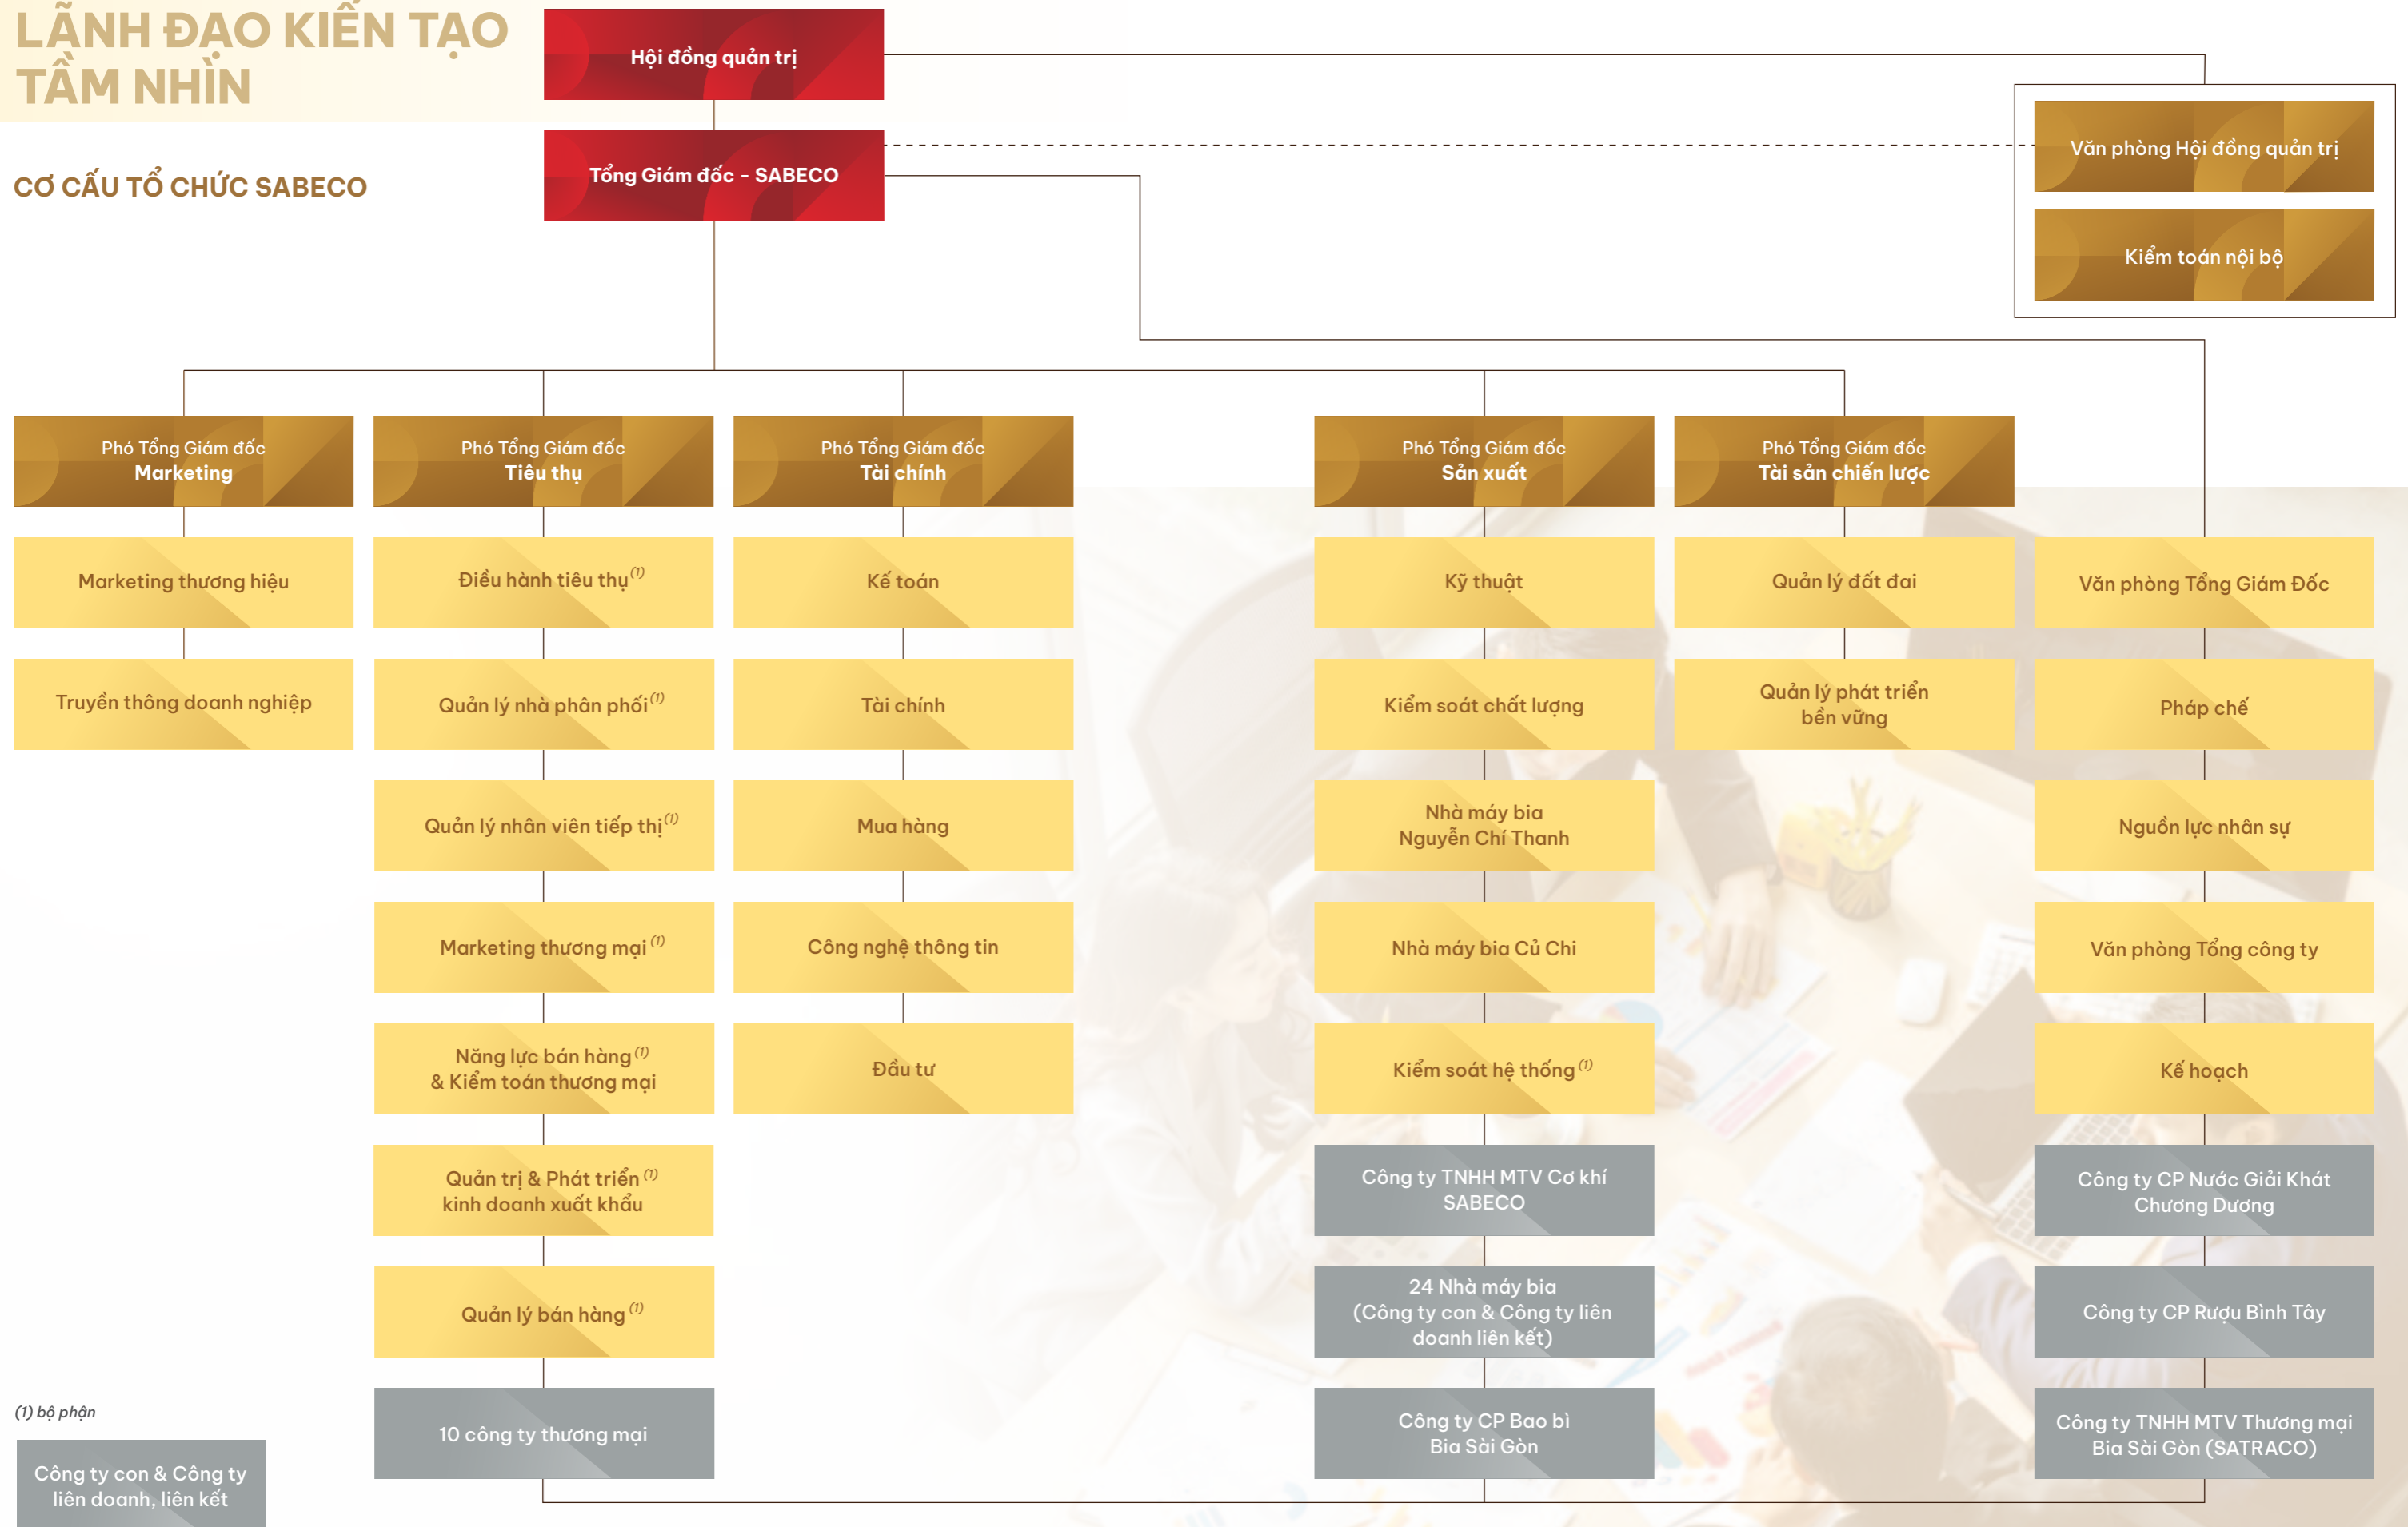 LÃNH ĐẠO KIẾN TẠO
TẦM NHÌN
CƠ CẤU TỔ CHỨC SABECO
Hội đồng quản trị
Tổng Giám đốc - SABECO
Văn phòng Hội đồng quản trị
Kiểm toán nội bộ
Phó Tổng Giám đốc
Marketing
Marketing thương hiệu
Truyền thông doanh nghiệp
Phó Tổng Giám đốc
Tiêu thụ
Điều hành tiêu thụ (1)
Quản lý nhà phân phối (1)
Quản lý nhân viên tiếp thị (1)
Marketing thương mại (1)
Năng lực bán hàng (1)
& Kiểm toán thương mại
Quản trị & Phát triển (1)
kinh doanh xuất khẩu
Quản lý bán hàng (1)
10 công ty thương mại
Phó Tổng Giám đốc
Tài chính
Kế toán
Tài chính
Mua hàng
Công nghệ thông tin
Đầu tư
Phó Tổng Giám đốc
Sản xuất
Kỹ thuật
Kiểm soát chất lượng
Nhà máy bia
Nguyễn Chí Thanh
Nhà máy bia Củ Chi
Kiểm soát hệ thống (1)
Công ty TNHH MTV Cơ khí
SABECO
24 Nhà máy bia
(Công ty con & Công ty liên
doanh liên kết)
Công ty CP Bao bì
Bia Sài Gòn
Phó Tổng Giám đốc
Tài sản chiến lược
Quản lý đất đai
Quản lý phát triển
bền vững
Văn phòng Tổng Giám Đốc
Pháp chế
Nguồn lực nhân sự
Văn phòng Tổng công ty
Kế hoạch
Công ty CP Nước Giải Khát
Chương Dương
Công ty CP Rượu Bình Tây
Công ty TNHH MTV Thương mại
Bia Sài Gòn (SATRACO)
(1) bộ phận
Công ty con & Công ty
liên doanh, liên kết